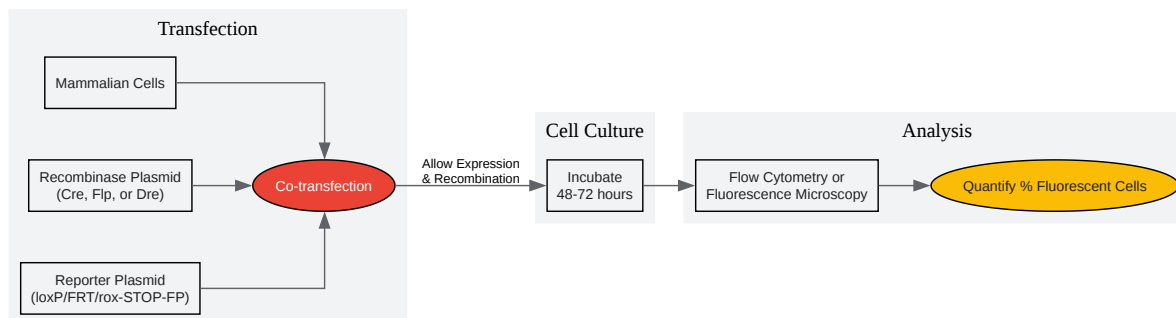 Transfection
Mammalian Cells
Recombinase Plasmid
(Cre, Flp, or Dre)
Reporter Plasmid
(loxP/FRT/rox-STOP-FP)
Co-transfection
Allow Expression
& Recombination
Cell Culture
Incubate
48-72 hours
Analysis
Flow Cytometry or
Fluorescence Microscopy
Quantify % Fluorescent Cells